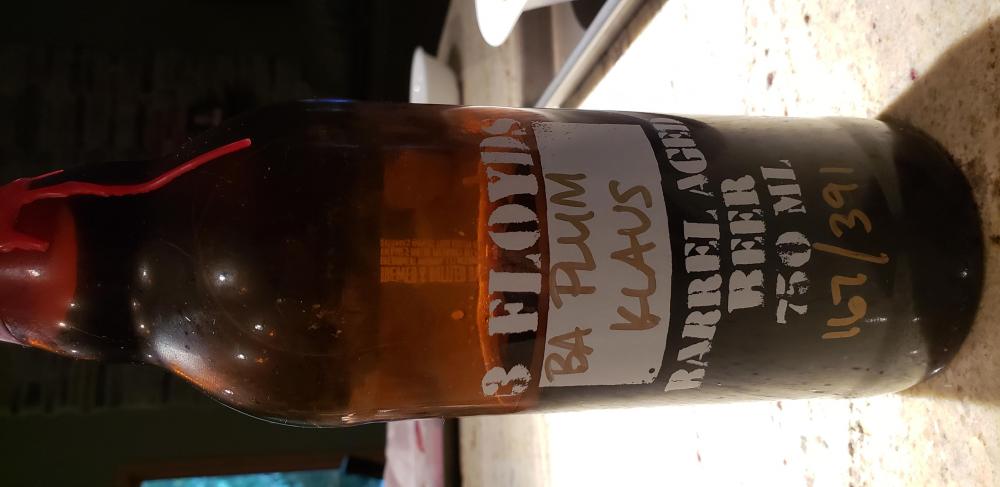 3 FLOYDS
BA PLUM
KLAUS
BARREL AGED
BEER
750 ML
167/391